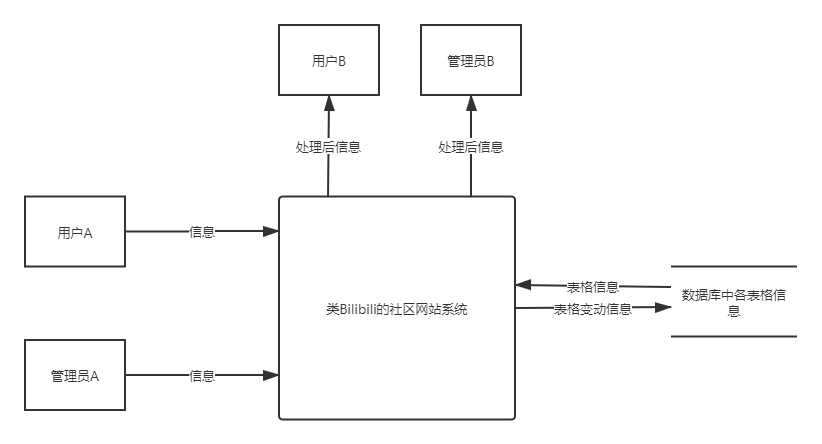 用户B
管理员B
处理后信息
处理后信息
用户A
信息
类Bilibili的社区网站系统
表格信息
表格变动信息
数据库中各表格信
息
管理员A
信息